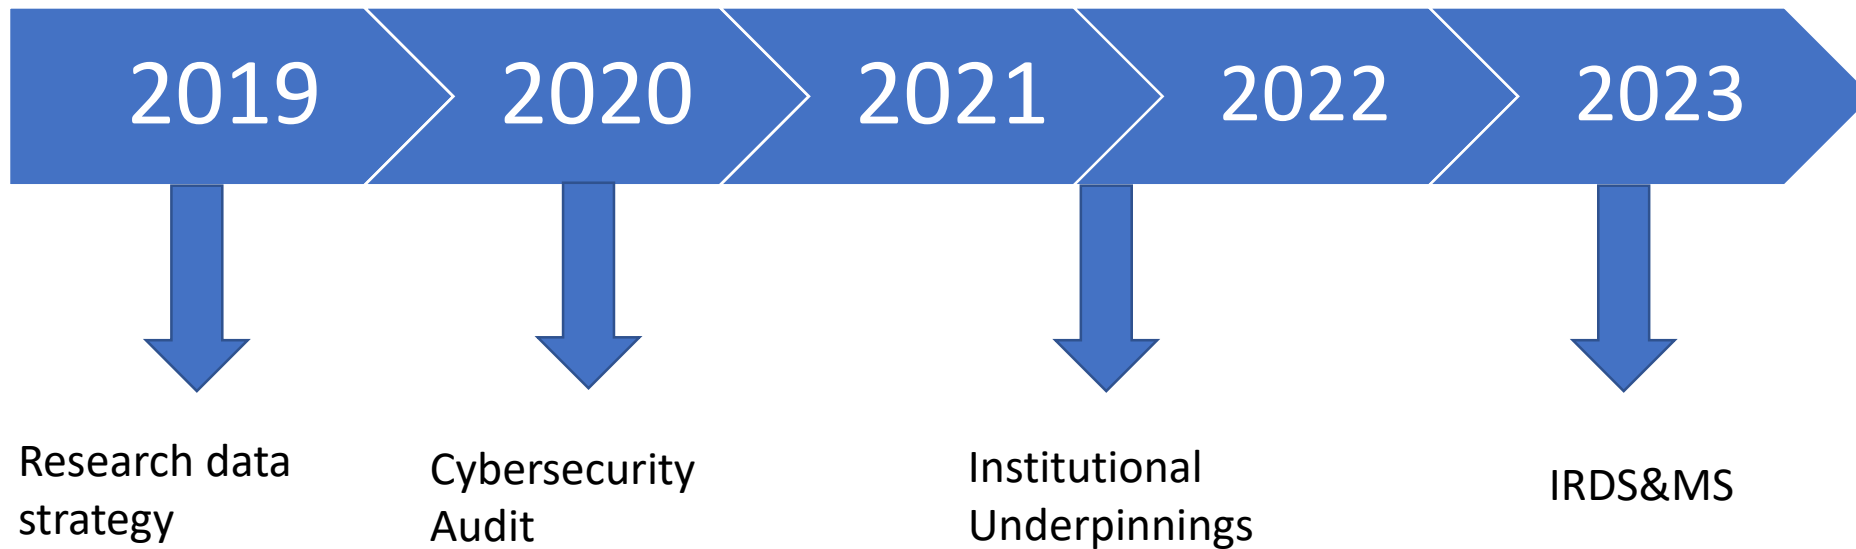 2019
2020
2021
2022
2023
Research data
strategy
Cybersecurity
Audit
Institutional
Underpinnings
IRDS&MS